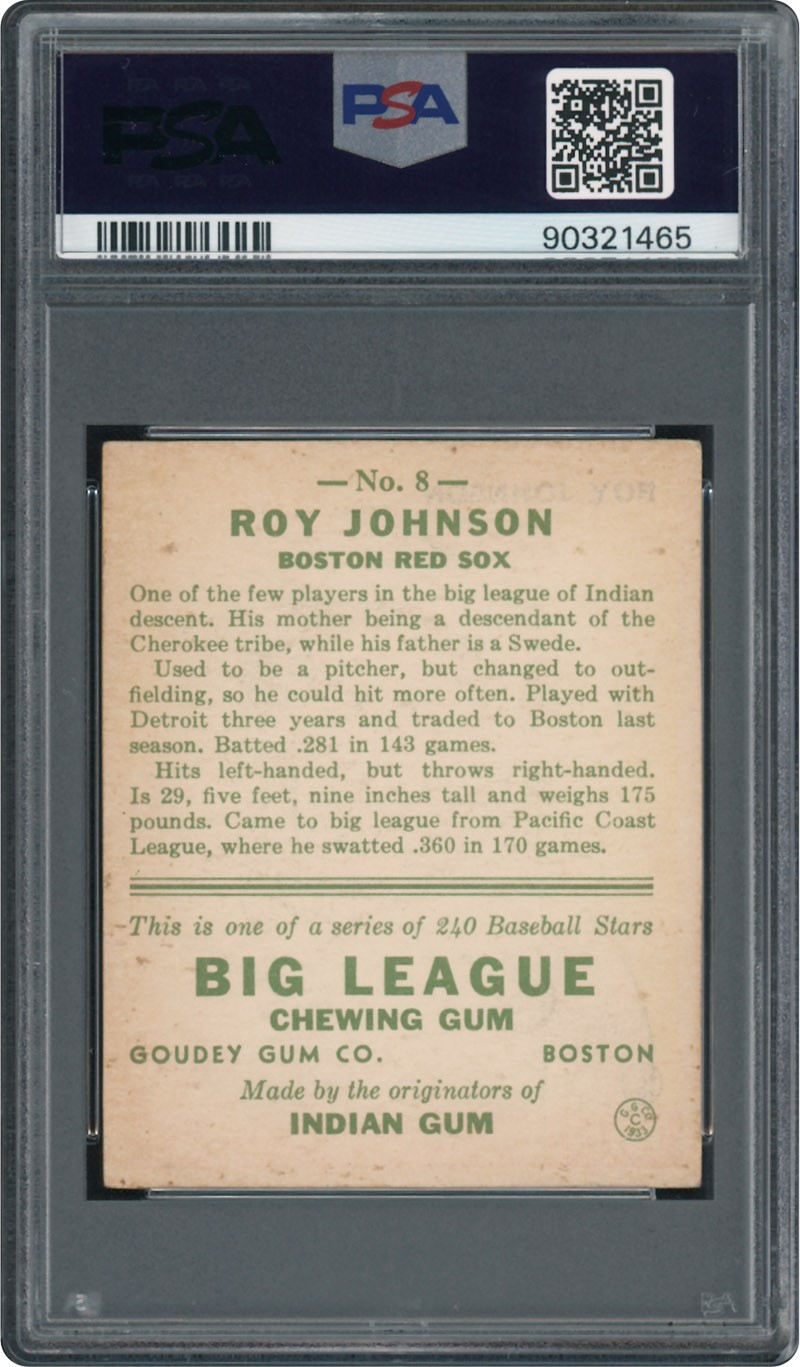 PSA
PSA
90321465
— No. 8 —
ROY JOHNSON
BOSTON RED SOX
One of the few players in the big league of Indian
descent. His mother being a descendant of the
Cherokee tribe, while his father is a Swede.
Used to be a pitcher, but changed to out-
fielding, so he could hit more often. Played with
Detroit three years and traded to Boston last
season. Batted .281 in 143 games.
Hits left-handed, but throws right-handed.
Is 29, five feet, nine inches tall and weighs 175
pounds. Came to big league from Pacific Coast
League, where he swatted .360 in 170 games.
This is one of a series of 240 Baseball Stars
BIG LEAGUE
CHEWING GUM
GOUDEY GUM CO. BOSTON
Made by the originators of
INDIAN GUM
G.G.CO.
C
1933
PSA